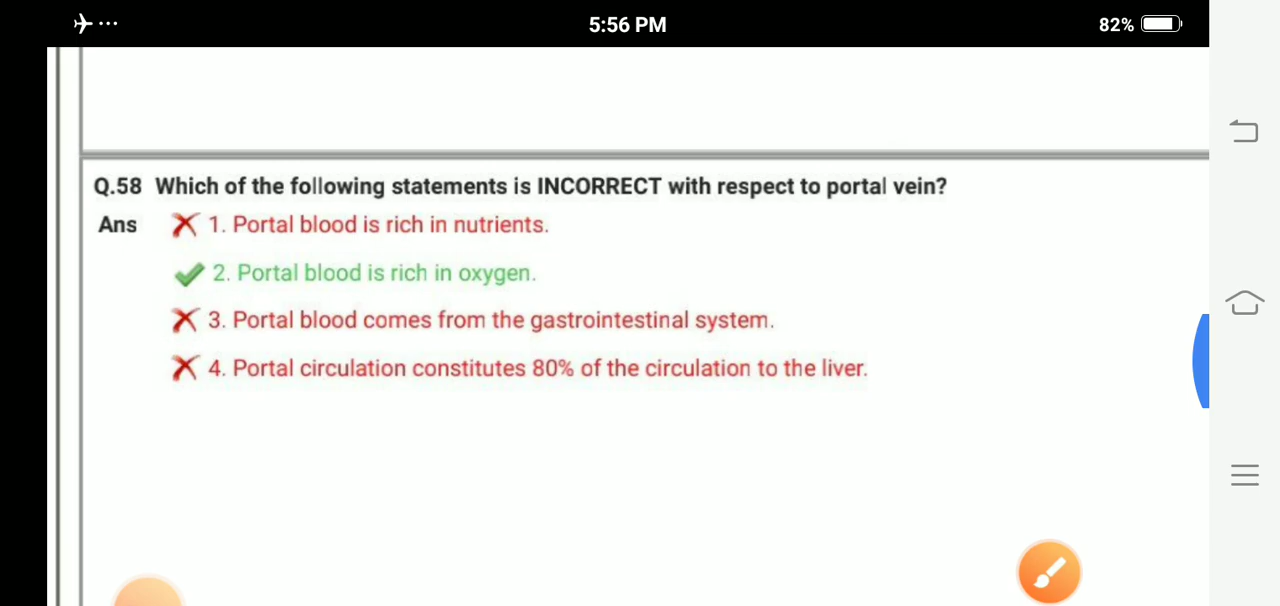 5:56 PM
82%
Q.58 Which of the following statements is INCORRECT with respect to portal vein?
Ans 1. Portal blood is rich in nutrients.
2. Portal blood is rich in oxygen.
3. Portal blood comes from the gastrointestinal system.
4. Portal circulation constitutes 80% of the circulation to the liver.